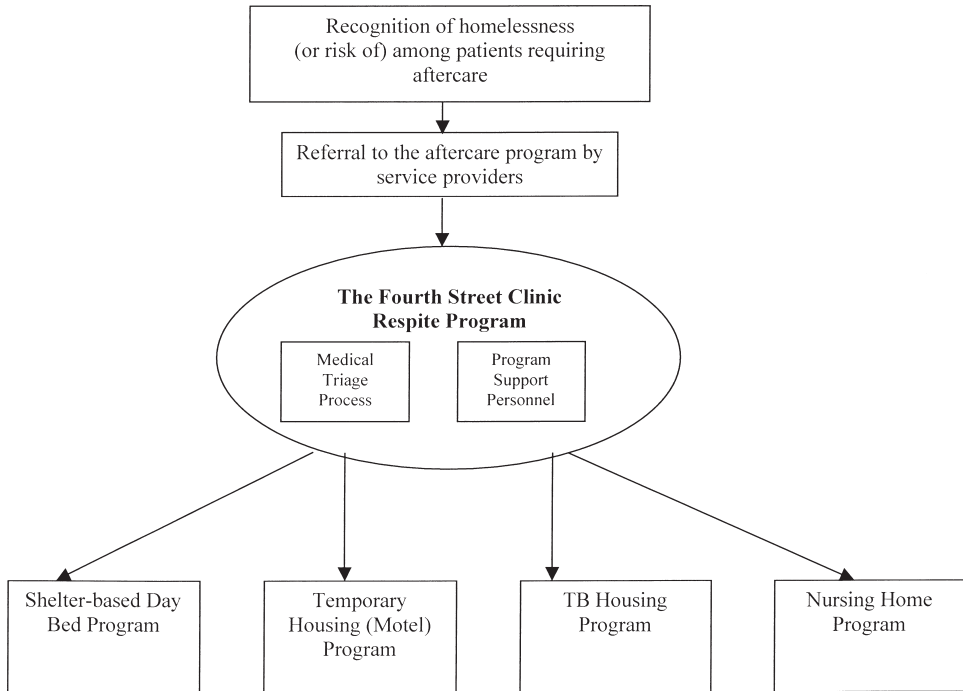 Recognition of homelessness
(or risk of) among patients requiring
aftercare
Referral to the aftercare program by
service providers
The Fourth Street Clinic
Respite Program
Medical
Triage
Process
Program
Support
Personnel
Shelter-based Day
Bed Program
Temporary
Housing (Motel)
Program
TB Housing
Program
Nursing Home
Program